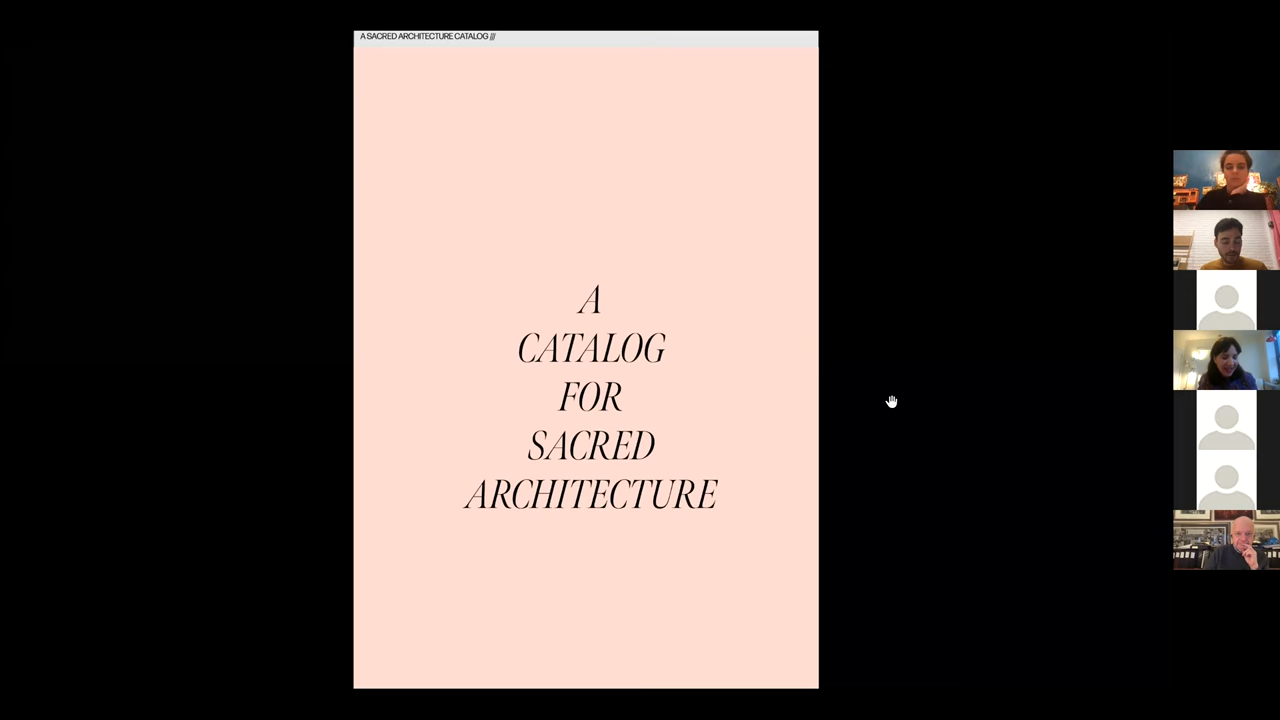 A SACRED ARCHITECTURE CATALOG ///
A
CATALOG
FOR
SACRED
ARCHITECTURE